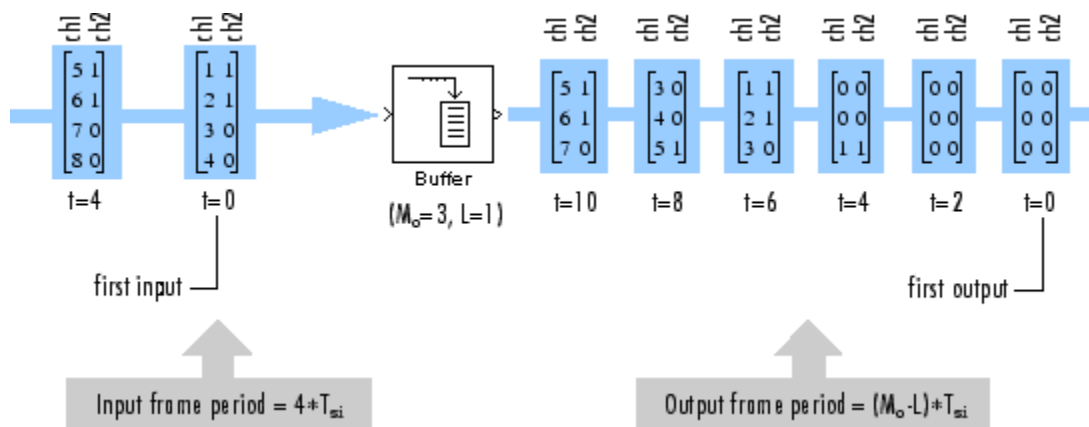 ch1 ch2 ch1 ch2 ch1 ch2 ch1 ch2 ch1 ch2 ch1 ch2 ch1 ch2 ch1 ch2
5 1 1 1 5 1 3 0 1 1 0 0 0 0 0 0
6 1 2 1 6 1 4 0 2 1 0 0 0 0 0 0
7 0 3 0 7 0 5 1 3 0 1 1 0 0 0 0
8 0 4 0
Buffer
t=4 t=0 (Mo=3, L=1) t=10 t=8 t=6 t=4 t=2 t=0
first input first output
Input frame period = 4*Tsi Output frame period = (Mo-L)*Tsi